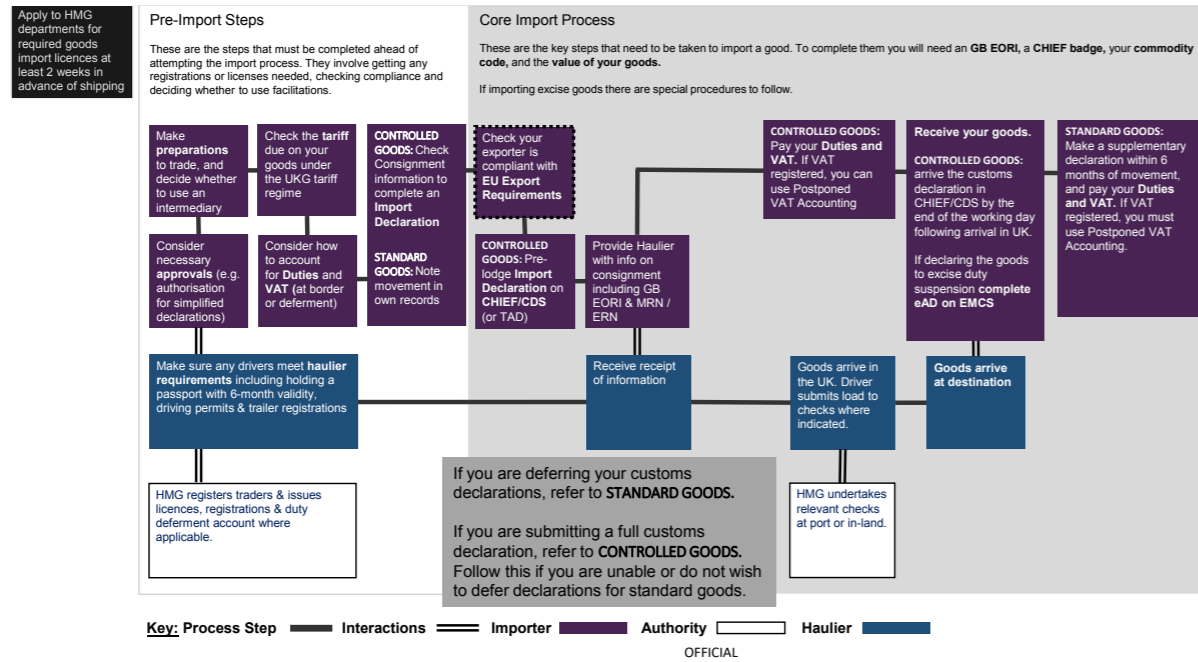 Apply to HMG
departments for
required goods
import licences at
least 2 weeks in
advance of shipping
Pre-Import Steps
These are the steps that must be completed ahead of
attempting the import process. They involve getting any
registrations or licenses needed, checking compliance and
deciding whether to use facilitations.
Core Import Process
These are the key steps that need to be taken to import a good. To complete them you will need an GB EORI, a CHIEF badge, your commodity
code, and the value of your goods.
If importing excise goods there are special procedures to follow.
Make
preparations
to trade, and
decide whether
to use an
intermediary
Check the tariff
due on your
goods under
the UKG tariff
regime
CONTROLLED
GOODS: Check
Consignment
information to
complete an
Import
Declaration
STANDARD
GOODS: Note
movement in
own records
Check your
exporter is
compliant with
EU Export
Requirements
CONTROLLED GOODS:
Pay your Duties and
VAT. If VAT
registered, you can
use Postponed
VAT Accounting
Receive your goods.
CONTROLLED GOODS:
arrive the customs
declaration in
CHIEF/CDS by the
end of the working day
following arrival in UK.
If declaring the goods
to excise duty
suspension complete
eAD on EMCS
STANDARD GOODS:
Make a supplementary
declaration within 6
months of movement,
and pay your Duties
and VAT. If VAT
registered, you must
use Postponed VAT
Accounting.
Consider
necessary
approvals (e.g.
authorisation
for simplified
declarations)
Consider how
to account
for Duties and
VAT (at border
or deferment)
CONTROLLED
GOODS: Pre-
lodge Import
Declaration on
CHIEF/CDS
(or TAD)
Provide Haulier
with info on
consignment
including GB
EORI & MRN /
ERN
Make sure any drivers meet haulier
requirements including holding a
passport with 6-month validity,
driving permits & trailer registrations
Receive receipt
of information
Goods arrive in
the UK. Driver
submits load to
checks where
indicated.
Goods arrive
at destination
HMG registers traders & issues
licences, registrations & duty
deferment account where
applicable.
If you are deferring your customs
declarations, refer to STANDARD GOODS.
If you are submitting a full customs
declaration, refer to CONTROLLED GOODS.
Follow this if you are unable or do not wish
to defer declarations for standard goods.
HMG undertakes
relevant checks
at port or in-land.
Key: Process Step Interactions Importer Authority Haulier
OFFICIAL